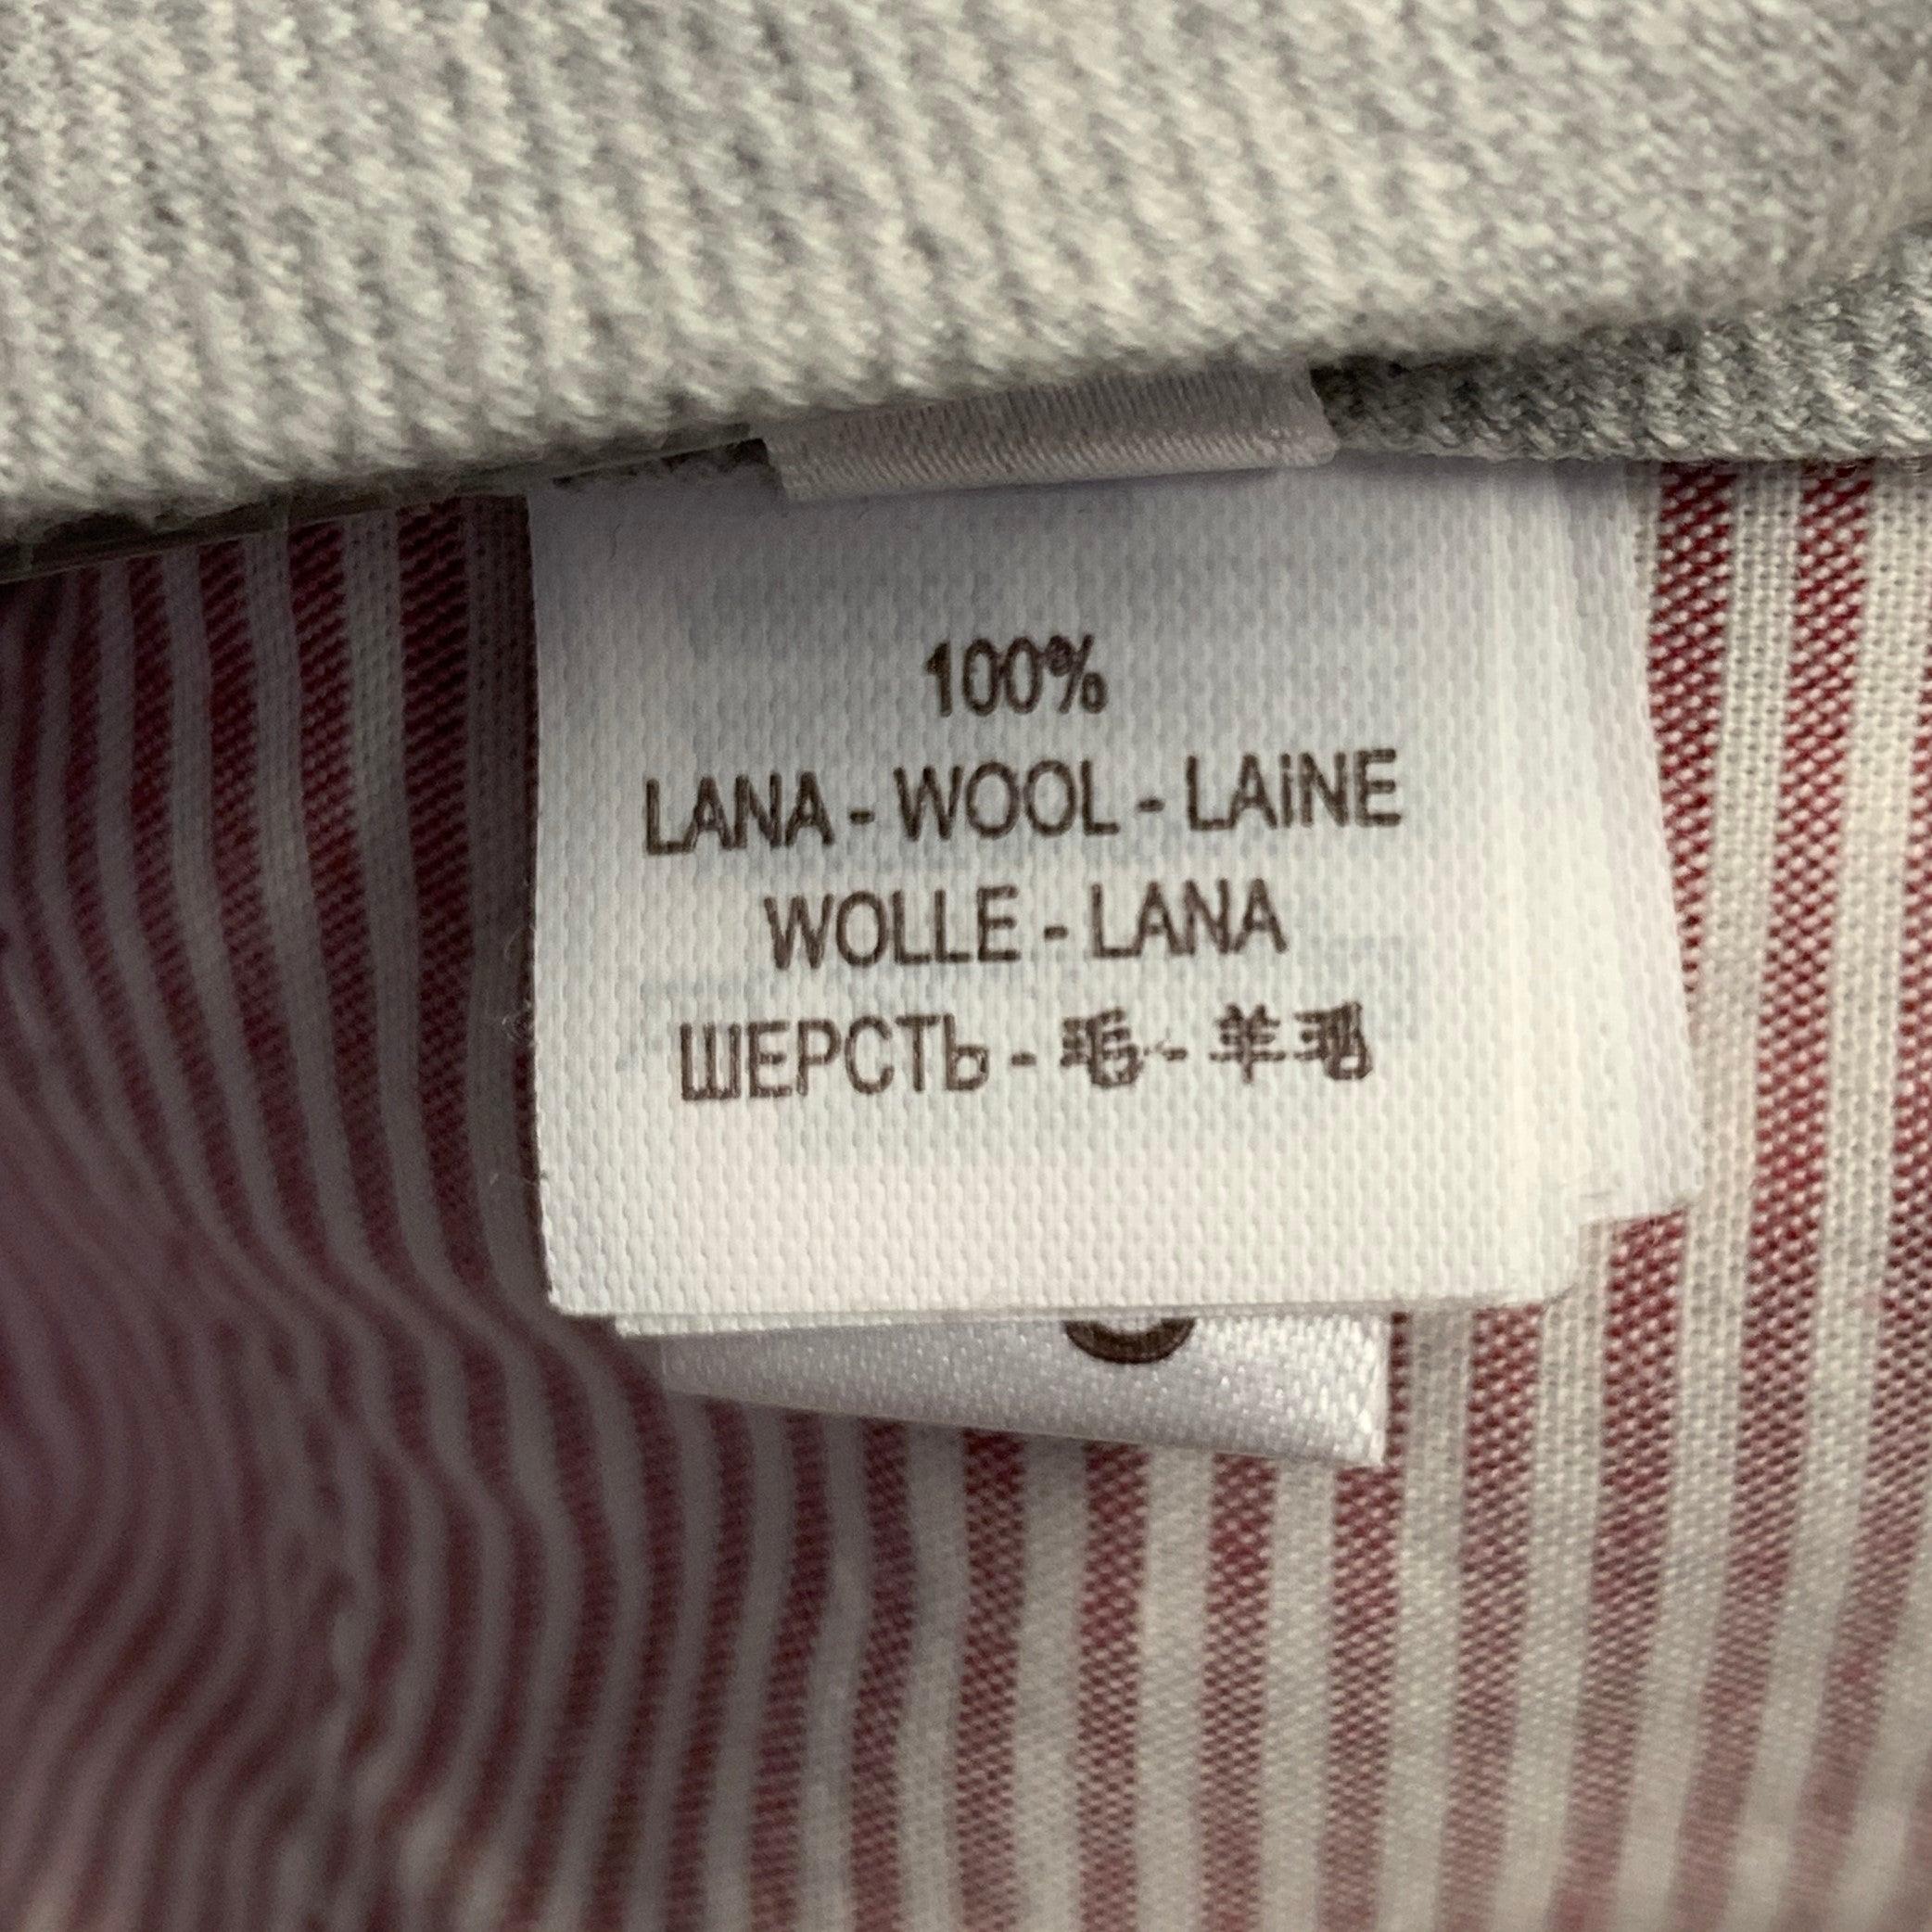 100%
LANA - WOOL - LAiNE
WOLLE - LANA
ШЕРСТЬ - 毛 - 羊毛